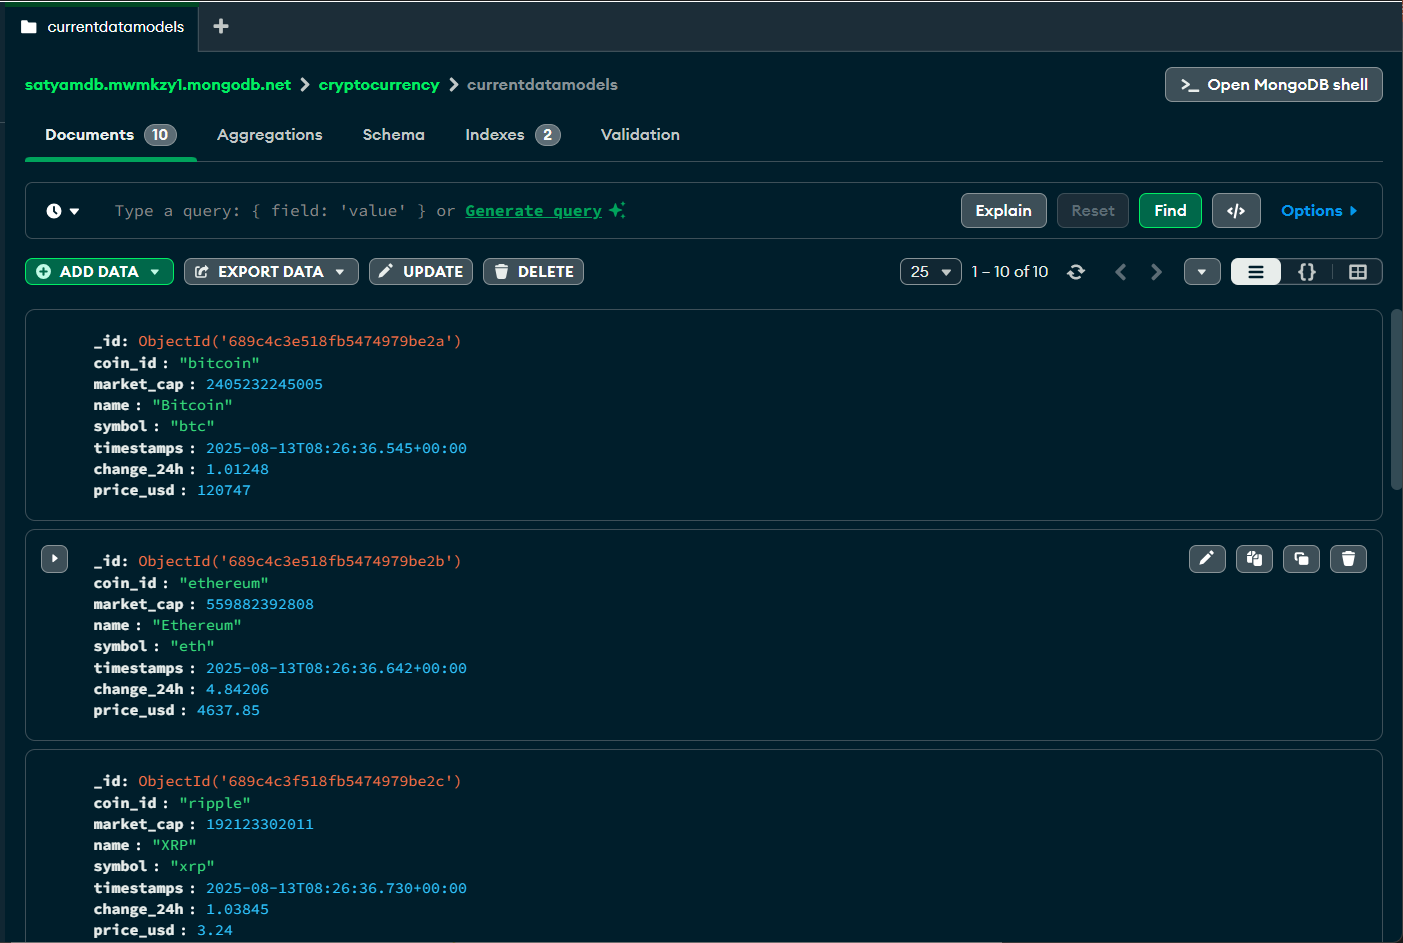 currentdatamodels
satyamdb.mwmkzy1.mongodb.net > cryptocurrency > currentdatamodels
>_ Open MongoDB shell
Documents 10 Aggregations Schema Indexes 2 Validation
Type a query: { field: 'value' } or Generate query
Explain Reset Find </> Options
ADD DATA EXPORT DATA UPDATE DELETE
25 1 – 10 of 10 {}
_id: ObjectId('689c4c3e518fb5474979be2a')
coin_id : "bitcoin"
market_cap : 2405232245005
name : "Bitcoin"
symbol : "btc"
timestamps : 2025-08-13T08:26:36.545+00:00
change_24h : 1.01248
price_usd : 120747
_id: ObjectId('689c4c3e518fb5474979be2b')
coin_id : "ethereum"
market_cap : 559882392808
name : "Ethereum"
symbol : "eth"
timestamps : 2025-08-13T08:26:36.642+00:00
change_24h : 4.84206
price_usd : 4637.85
_id: ObjectId('689c4c3f518fb5474979be2c')
coin_id : "ripple"
market_cap : 192123302011
name : "XRP"
symbol : "xrp"
timestamps : 2025-08-13T08:26:36.730+00:00
change_24h : 1.03845
price_usd : 3.24